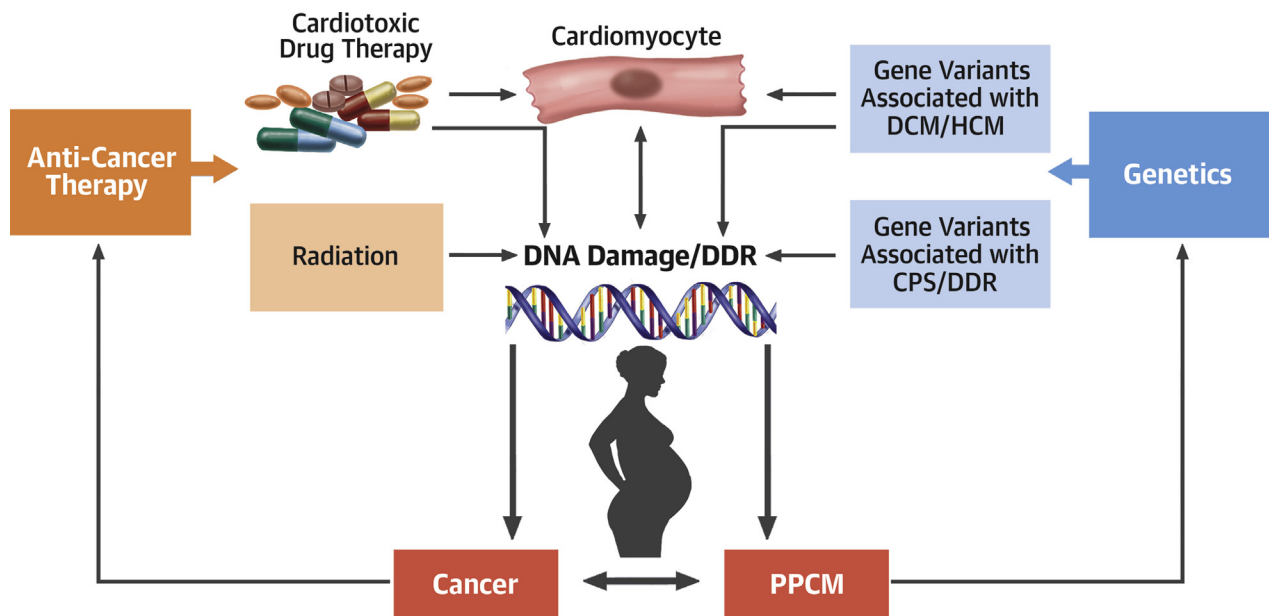 Cardiotoxic
Drug Therapy
Cardiomyocyte
Gene Variants
Associated with
DCM/HCM
Anti-Cancer
Therapy
Genetics
Radiation
DNA Damage/DDR
Gene Variants
Associated with
CPS/DDR
Cancer
PPCM